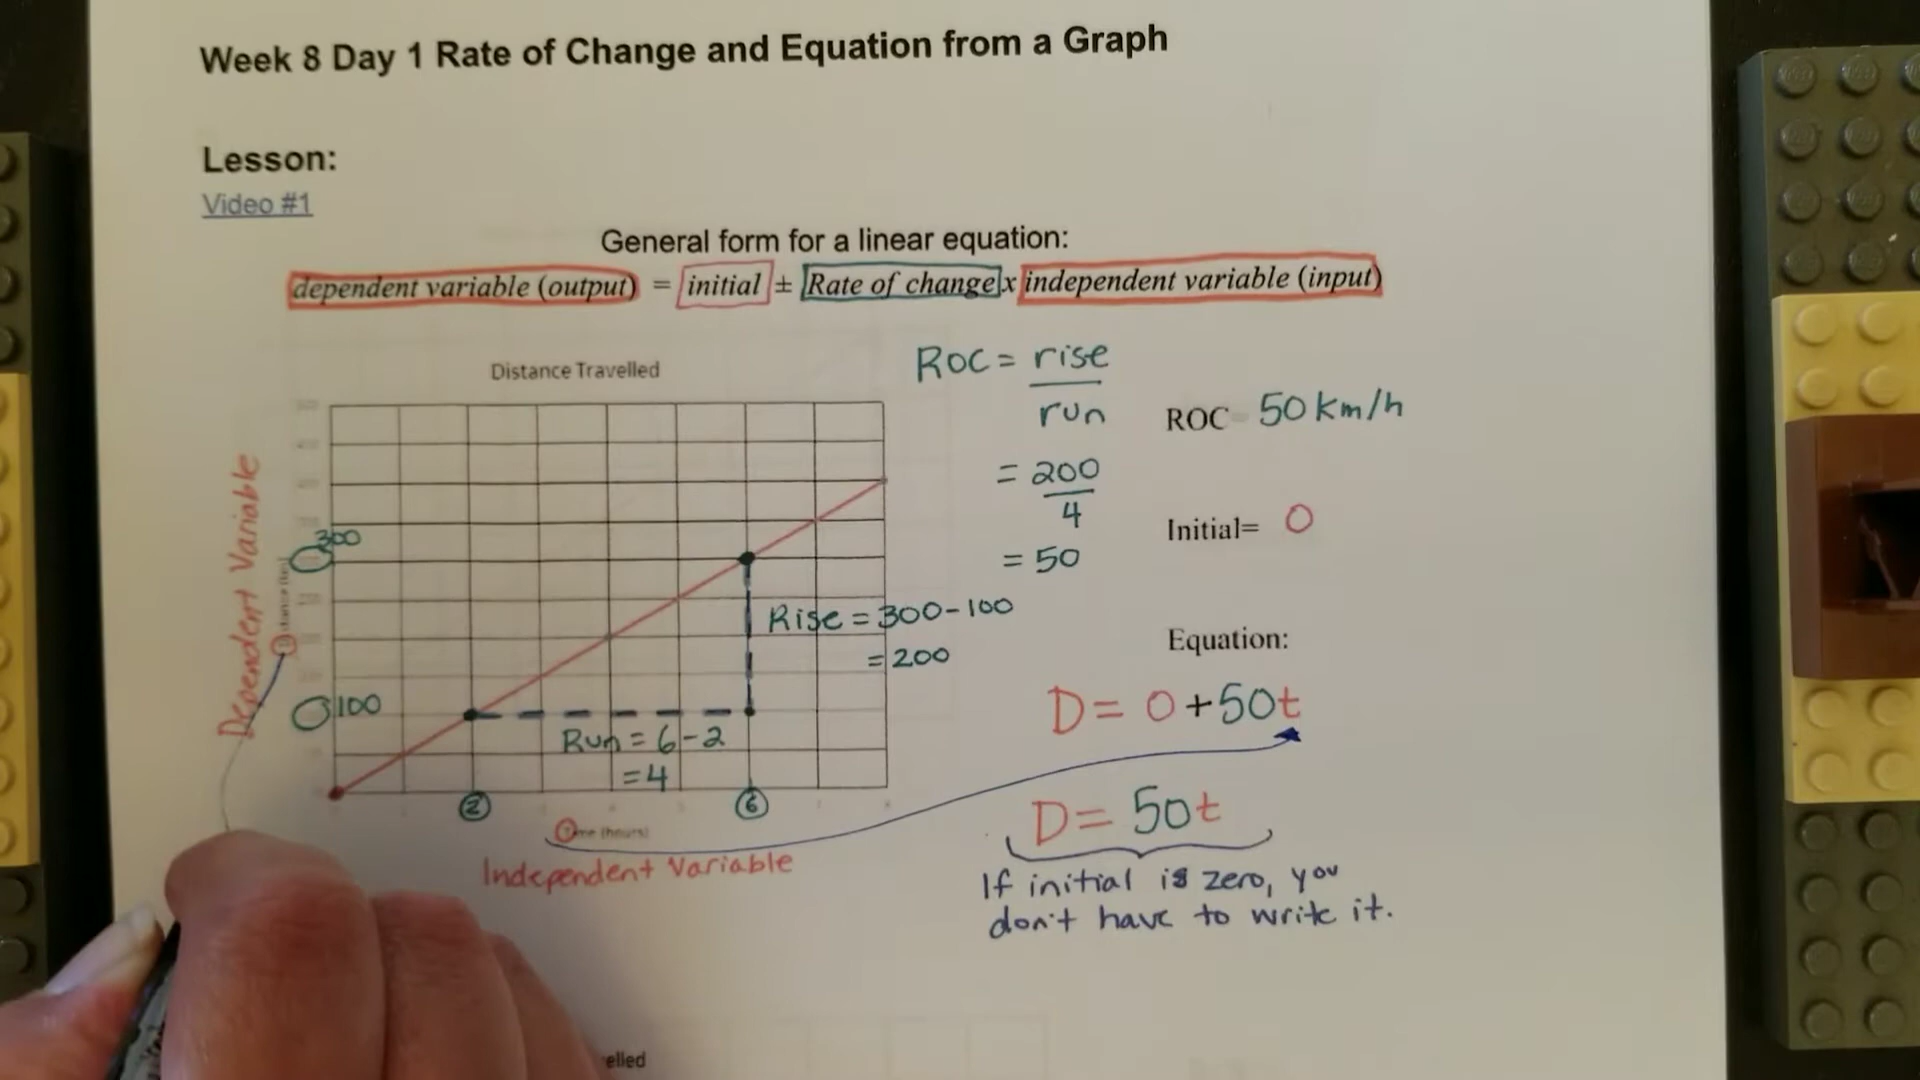 Week 8 Day 1 Rate of Change and Equation from a Graph
Lesson:
Video #1
General form for a linear equation:
dependent variable (output) = initial ± Rate of change x independent variable (input)
Distance Travelled
Dependent Variable
300
100
Rise = 300-100
= 200
Run = 6-2
= 4
2
6
(hours)
Independent Variable
ROC = rise
run
= 200
4
= 50
ROC 50 km/h
Initial= 0
Equation:
D = 0 + 50t
D = 50t
If initial is zero, you
don't have to write it.
elled